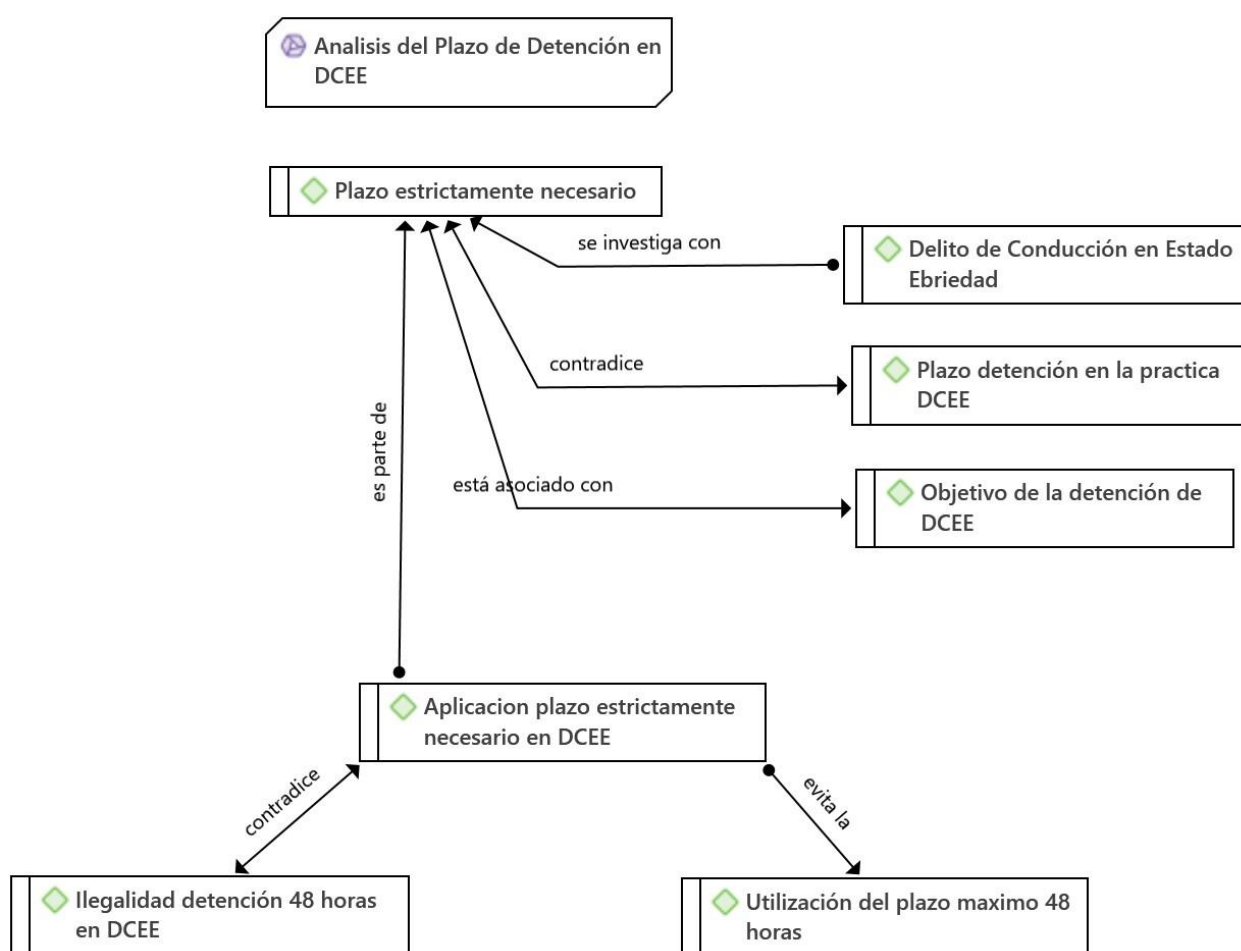 Analisis del Plazo de Detención en
DCEE
Plazo estrictamente necesario
se investiga con
Delito de Conducción en Estado
Ebriedad
contradice
Plazo detención en la practica
DCEE
es parte de
está asociado con
Objetivo de la detención de
DCEE
Aplicacion plazo estrictamente
necesario en DCEE
contradice
evita la
Ilegalidad detención 48 horas
en DCEE
Utilización del plazo maximo 48
horas